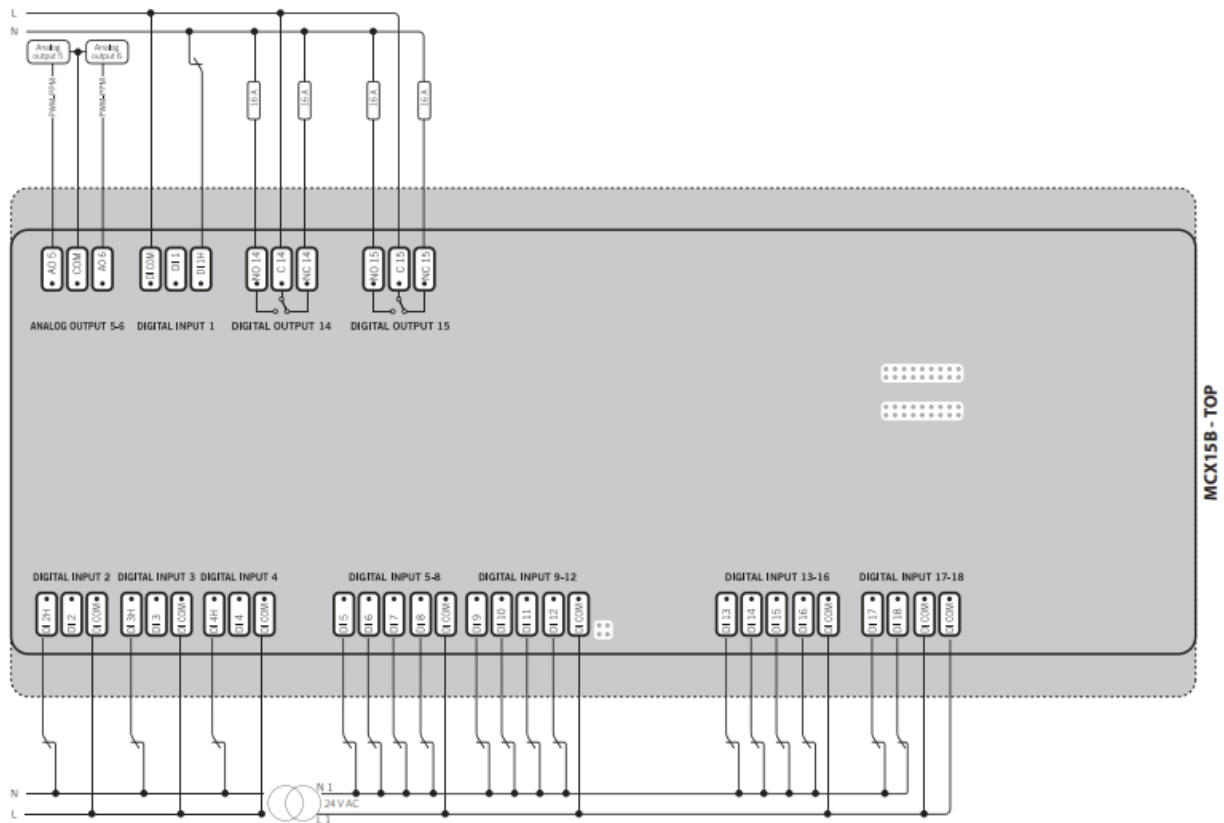 L
N
Analog
output 5
Analog
output 6
PWM-PPM
PWM-PPM
16 A
16 A
16 A
16 A
AO 5
COM
AO 6
DI COM
DI 1
DI 1H
NO 14
C 14
NC 14
NO 15
C 15
NC 15
ANALOG OUTPUT 5-6
DIGITAL INPUT 1
DIGITAL OUTPUT 14
DIGITAL OUTPUT 15
MCX15B - TOP
DIGITAL INPUT 2
DIGITAL INPUT 3
DIGITAL INPUT 4
DIGITAL INPUT 5-8
DIGITAL INPUT 9-12
DIGITAL INPUT 13-16
DIGITAL INPUT 17-18
DI 2H
DI 2
DI COM
DI 3H
DI 3
DI COM
DI 4H
DI 4
DI COM
DI 5
DI 6
DI 7
DI 8
DI COM
DI 9
DI 10
DI 11
DI 12
DI COM
DI 13
DI 14
DI 15
DI 16
DI COM
DI 17
DI 18
DI COM
DI COM
N
N 1
24 V AC
L
L 1